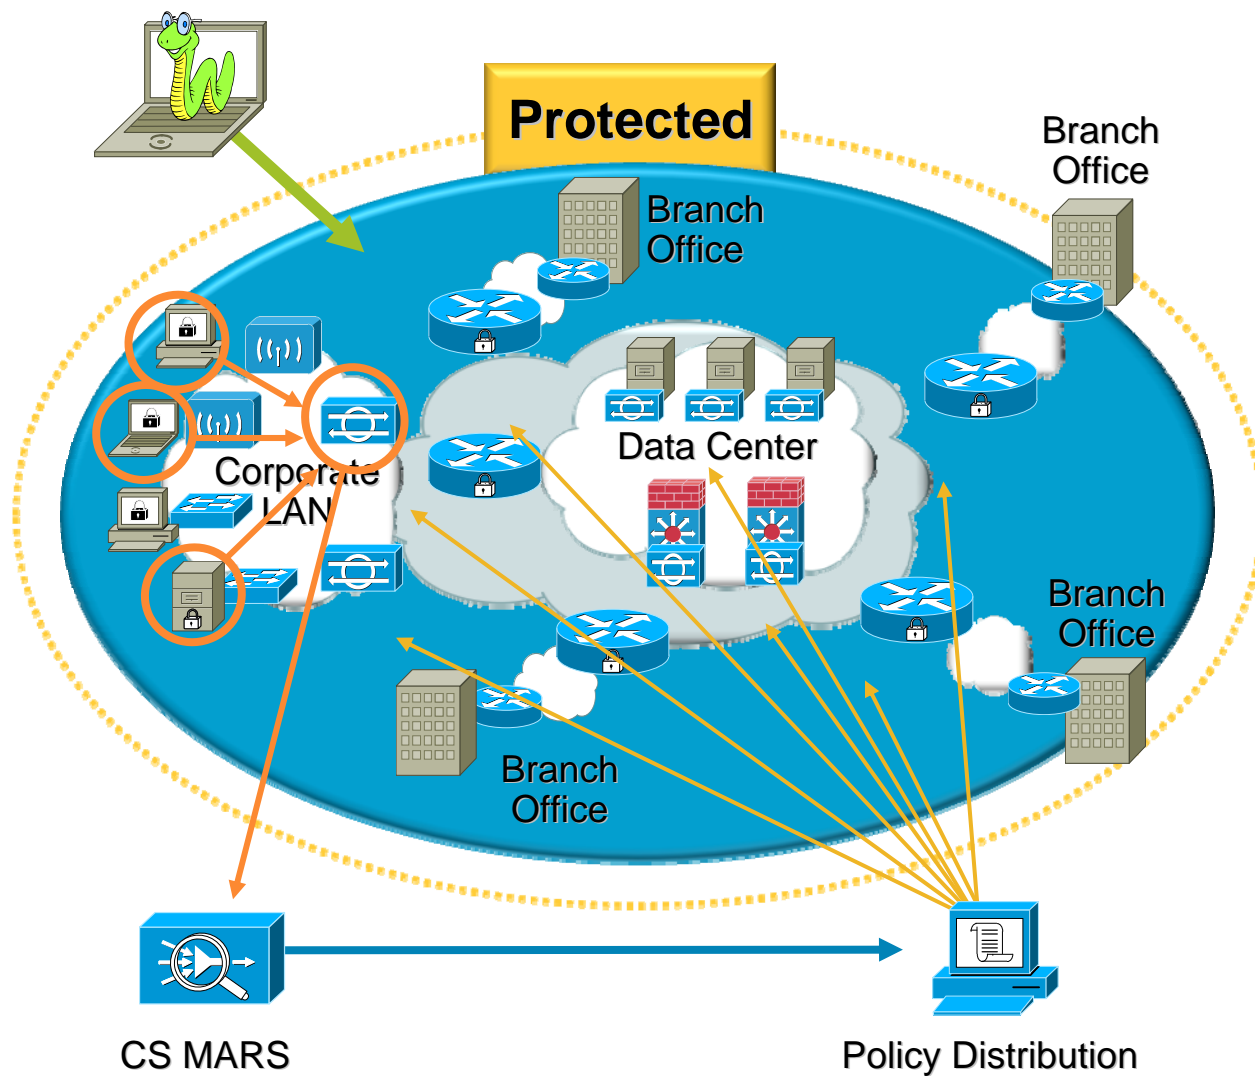 Protected
Branch
Office
Branch
Office
Data Center
Corporate
LAN
Branch
Office
Branch
Office
CS MARS
Policy Distribution